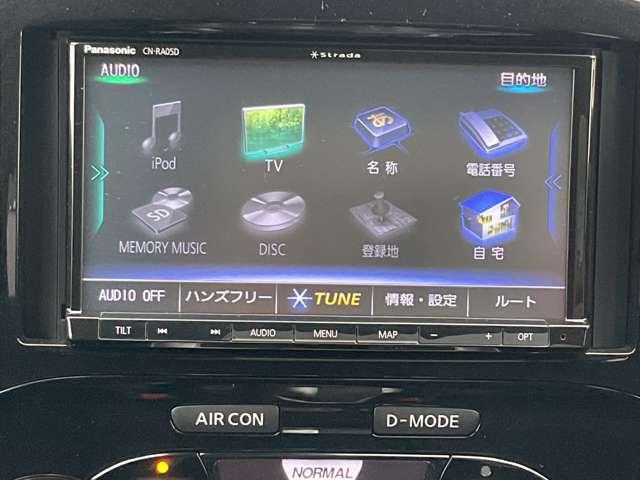 Panasonic CN-RA05D
Strada
AUDIO 目的地
iPod TV 名称 電話番号
MEMORY MUSIC DISC 登録地 自宅
SD
あ
AUDIO OFF ハンズフリー TUNE 情報・設定 ルート
TILT AUDIO MENU MAP − + OPT
AIR CON D-MODE
NORMAL